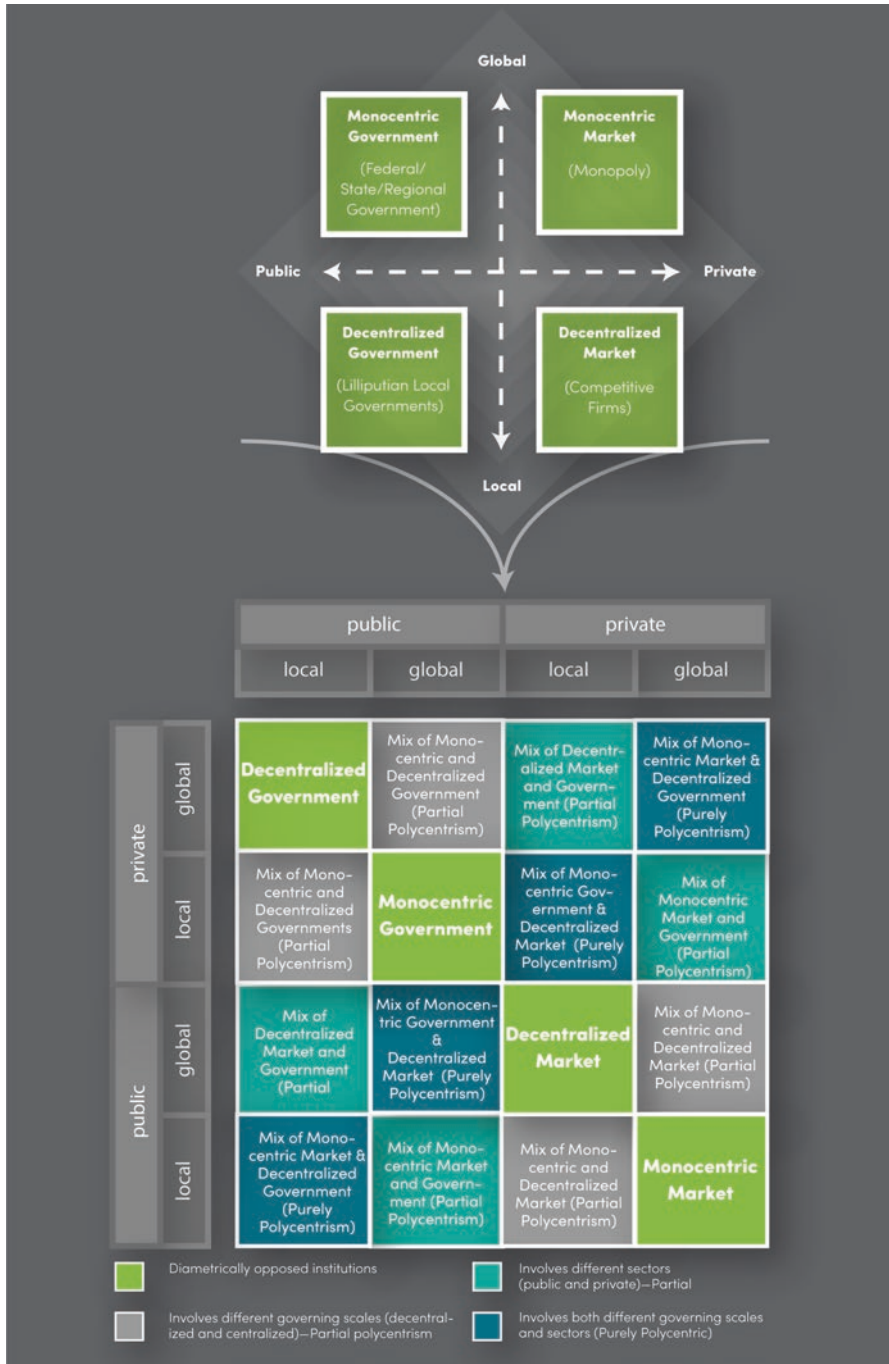 Global
Monocentric
Government
(Federal/
State/Regional
Government)
Monocentric
Market
(Monopoly)
Public
Private
Decentralized
Government
(Lilliputian Local
Governments)
Decentralized
Market
(Competitive
Firms)
Local
public
private
local
global
local
global
private
global
Decentralized
Government
Mix of Mono-
centric and
Decentralized
Government
(Partial
Polycentrism)
Mix of Decentr-
alized Market
and Govern-
ment (Partial
Polycentrism)
Mix of Mono-
centric Market &
Decentralized
Government
(Purely
Polycentrism)
local
Mix of Mono-
centric and
Decentralized
Governments
(Partial
Polycentrism)
Monocentric
Government
Mix of Mono-
centric Gov-
ernment &
Decentralized
Market (Purely
Polycentrism)
Mix of
Monocentric
Market and
Government
(Partial
Polycentrism)
public
global
Mix of
Decentralized
Market and
Government
(Partial
Mix of Monocen-
tric Government
&
Decentralized
Market (Purely
Polycentrism)
Decentralized
Market
Mix of Mono-
centric and
Decentralized
Market (Partial
Polycentrism)
local
Mix of Mono-
centric Market &
Decentralized
Government
(Purely
Polycentrism)
Mix of Mono-
centric Market
and Govern-
ment (Partial
Polycentrism)
Mix of Mono-
centric and
Decentralized
Market (Partial
Polycentrism)
Monocentric
Market
Diametrically opposed institutions
Involves different sectors
(public and private)—Partial
Involves different governing scales (decentral-
ized and centralized)—Partial polycentrism
Involves both different governing scales
and sectors (Purely Polycentric)